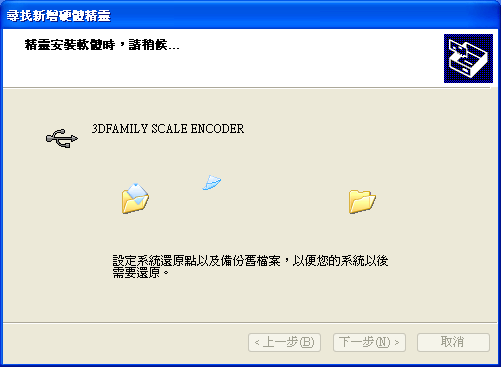 尋找新增硬體精靈
精靈安裝軟體時，請稍候...
3DFAMILY SCALE ENCODER
設定系統還原點以及備份舊檔案，以便您的系統以後
需要還原。
< 上一步(B) 下一步(N) > 取消